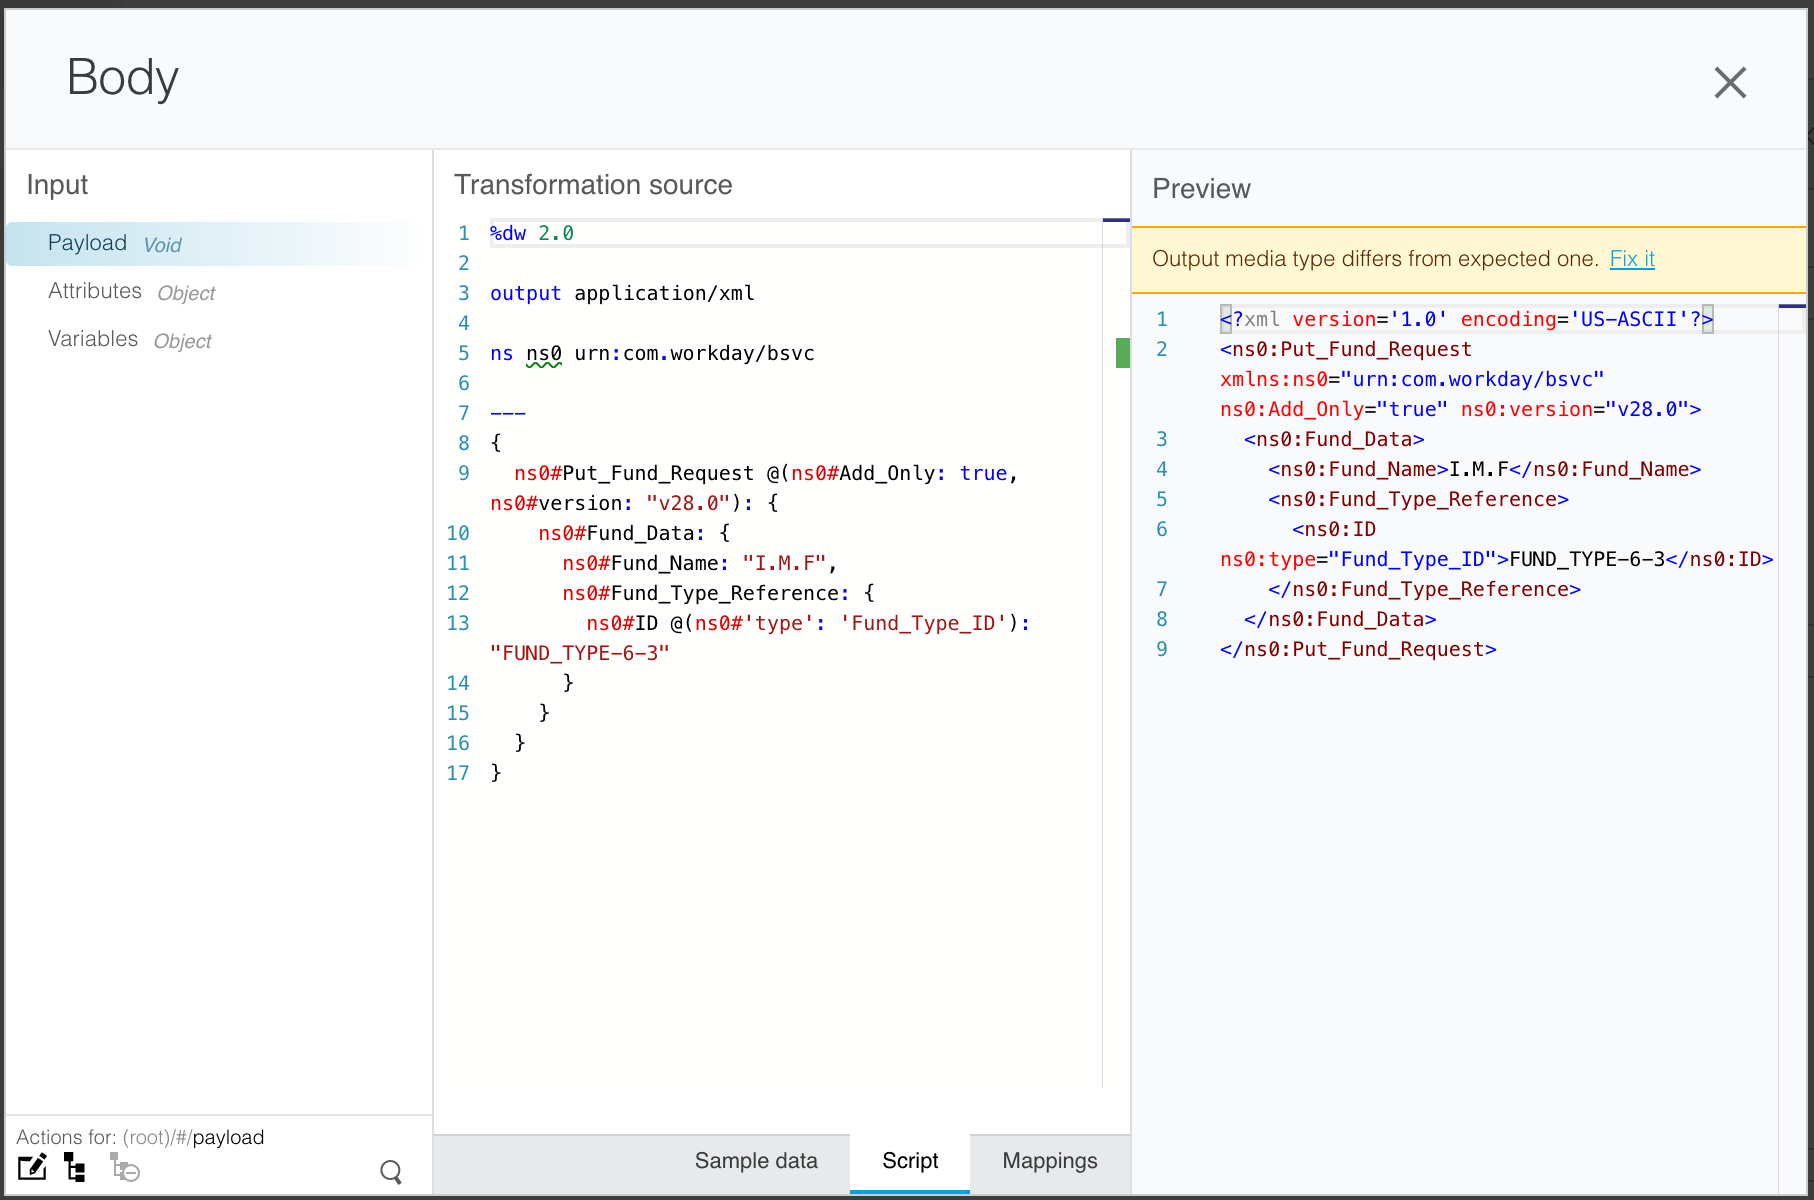 Body
Input
Payload Void
Attributes Object
Variables Object
Actions for: (root)/#/payload
Transformation source
1 %dw 2.0
2
3 output application/xml
4
5 ns ns0 urn:com.workday/bsvc
6
7 ---
8 {
9   ns0#Put_Fund_Request @(ns0#Add_Only: true,
ns0#version: "v28.0"): {
10     ns0#Fund_Data: {
11       ns0#Fund_Name: "I.M.F",
12       ns0#Fund_Type_Reference: {
13         ns0#ID @(ns0#'type': 'Fund_Type_ID'):
"FUND_TYPE-6-3"
14       }
15     }
16   }
17 }
Sample data
Script
Mappings
Preview
Output media type differs from expected one. Fix it
1 <?xml version='1.0' encoding='US-ASCII'?>
2 <ns0:Put_Fund_Request
xmlns:ns0="urn:com.workday/bsvc"
ns0:Add_Only="true" ns0:version="v28.0">
3   <ns0:Fund_Data>
4     <ns0:Fund_Name>I.M.F</ns0:Fund_Name>
5     <ns0:Fund_Type_Reference>
6       <ns0:ID
ns0:type="Fund_Type_ID">FUND_TYPE-6-3</ns0:ID>
7     </ns0:Fund_Type_Reference>
8   </ns0:Fund_Data>
9 </ns0:Put_Fund_Request>